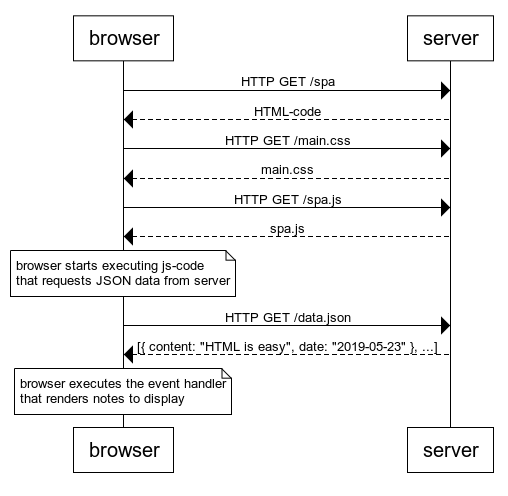 browser server
HTTP GET /spa
HTML-code
HTTP GET /main.css
main.css
HTTP GET /spa.js
spa.js
browser starts executing js-code
that requests JSON data from server
HTTP GET /data.json
[{ content: "HTML is easy", date: "2019-05-23" }, ...]
browser executes the event handler
that renders notes to display
browser server